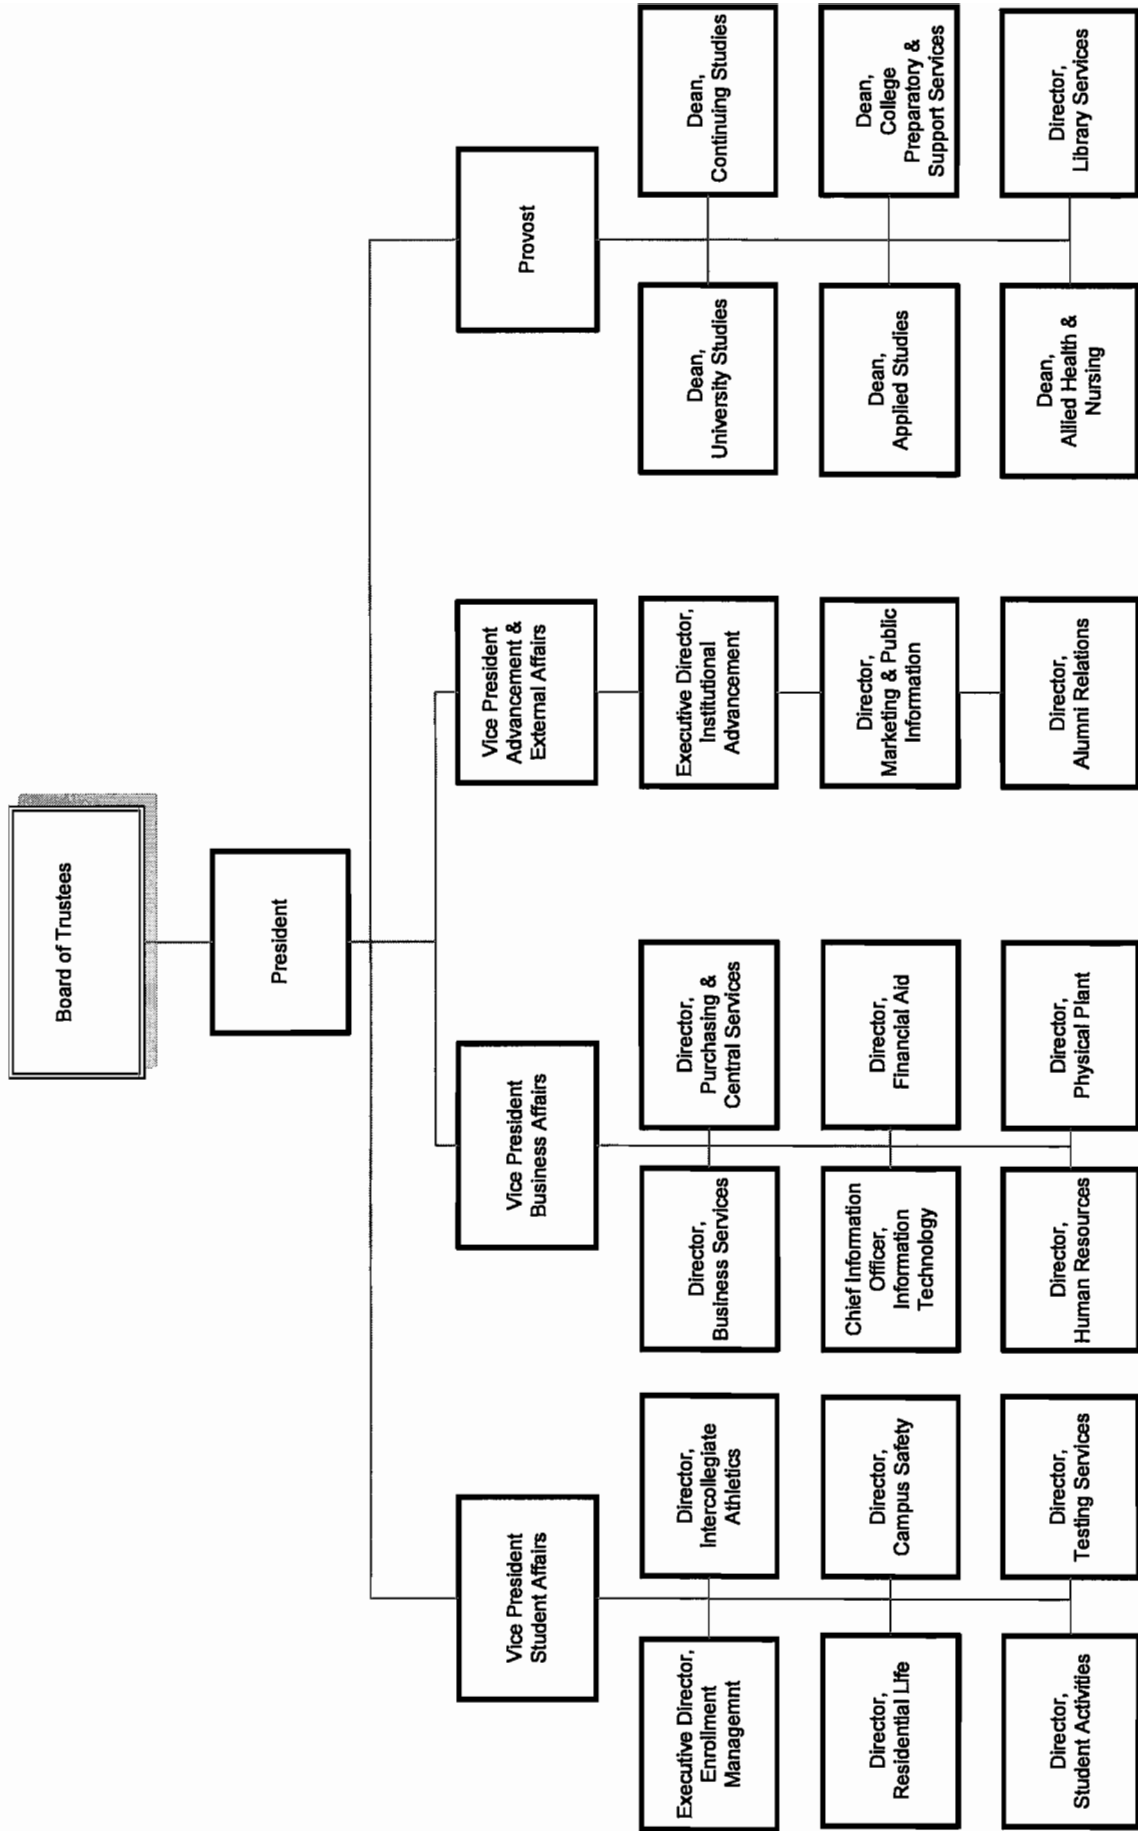 Board of Trustees
President
Vice President
Student Affairs
Vice President
Business Affairs
Vice President
Advancement &
External Affairs
Provost
Executive Director,
Enrollment
Managemnt
Director,
Intercollegiate
Athletics
Director,
Business Services
Director,
Purchasing &
Central Services
Executive Director,
Institutional
Advancement
Dean,
University Studies
Dean,
Continuing Studies
Director,
Residential Life
Director,
Campus Safety
Chief Information
Officer,
Information
Technology
Director,
Financial Aid
Director,
Marketing & Public
Information
Dean,
Applied Studies
Dean,
College
Preparatory &
Support Services
Director,
Student Activities
Director,
Testing Services
Director,
Human Resources
Director,
Physical Plant
Director,
Alumni Relations
Dean,
Allied Health &
Nursing
Director,
Library Services